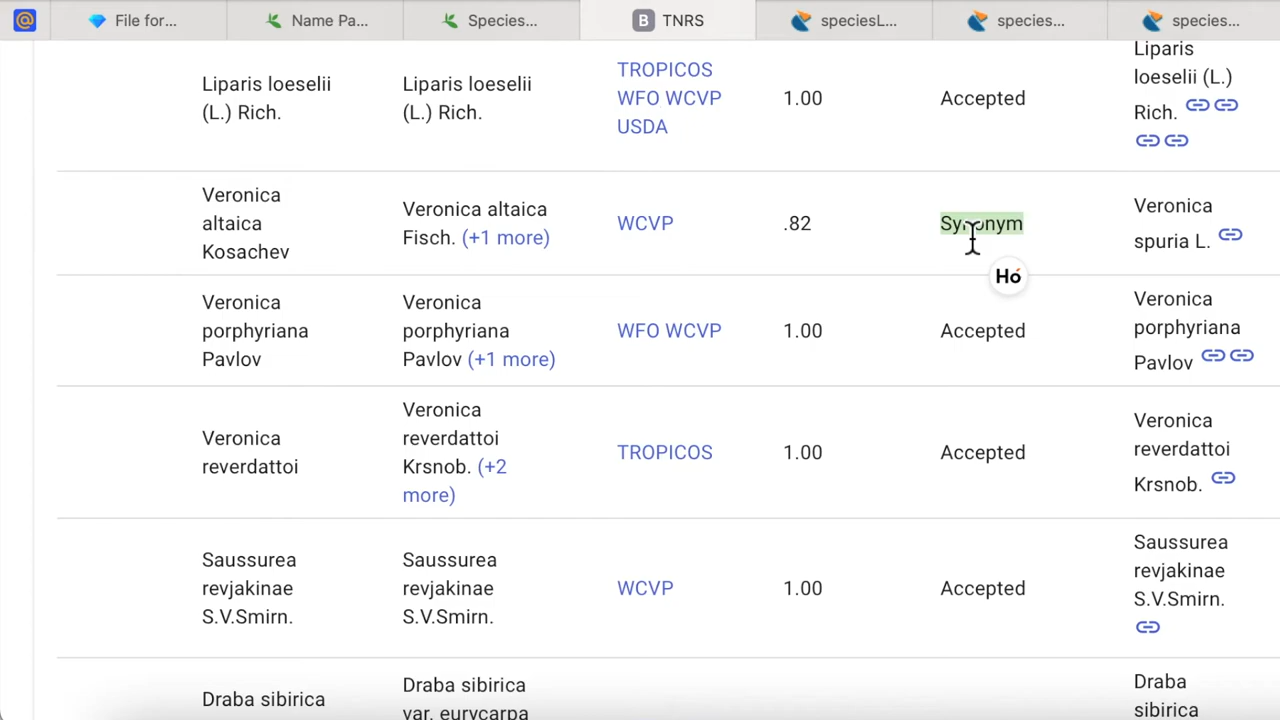 File for...
Name Pa...
Species...
B TNRS
speciesL...
species...
species...
Liparis loeselii
(L.) Rich.
Liparis loeselii
(L.) Rich.
TROPICOS
WFO WCVP
USDA
1.00
Accepted
Liparis
loeselii (L.)
Rich.
Veronica
altaica
Kosachev
Veronica altaica
Fisch. (+1 more)
WCVP
.82
Synonym
Veronica
spuria L.
Hó
Veronica
porphyriana
Pavlov
Veronica
porphyriana
Pavlov (+1 more)
WFO WCVP
1.00
Accepted
Veronica
porphyriana
Pavlov
Veronica
reverdattoi
Veronica
reverdattoi
Krsnob. (+2
more)
TROPICOS
1.00
Accepted
Veronica
reverdattoi
Krsnob.
Saussurea
revjakinae
S.V.Smirn.
Saussurea
revjakinae
S.V.Smirn.
WCVP
1.00
Accepted
Saussurea
revjakinae
S.V.Smirn.
Draba sibirica
Draba sibirica
var. eurycarpa
Draba
sibirica